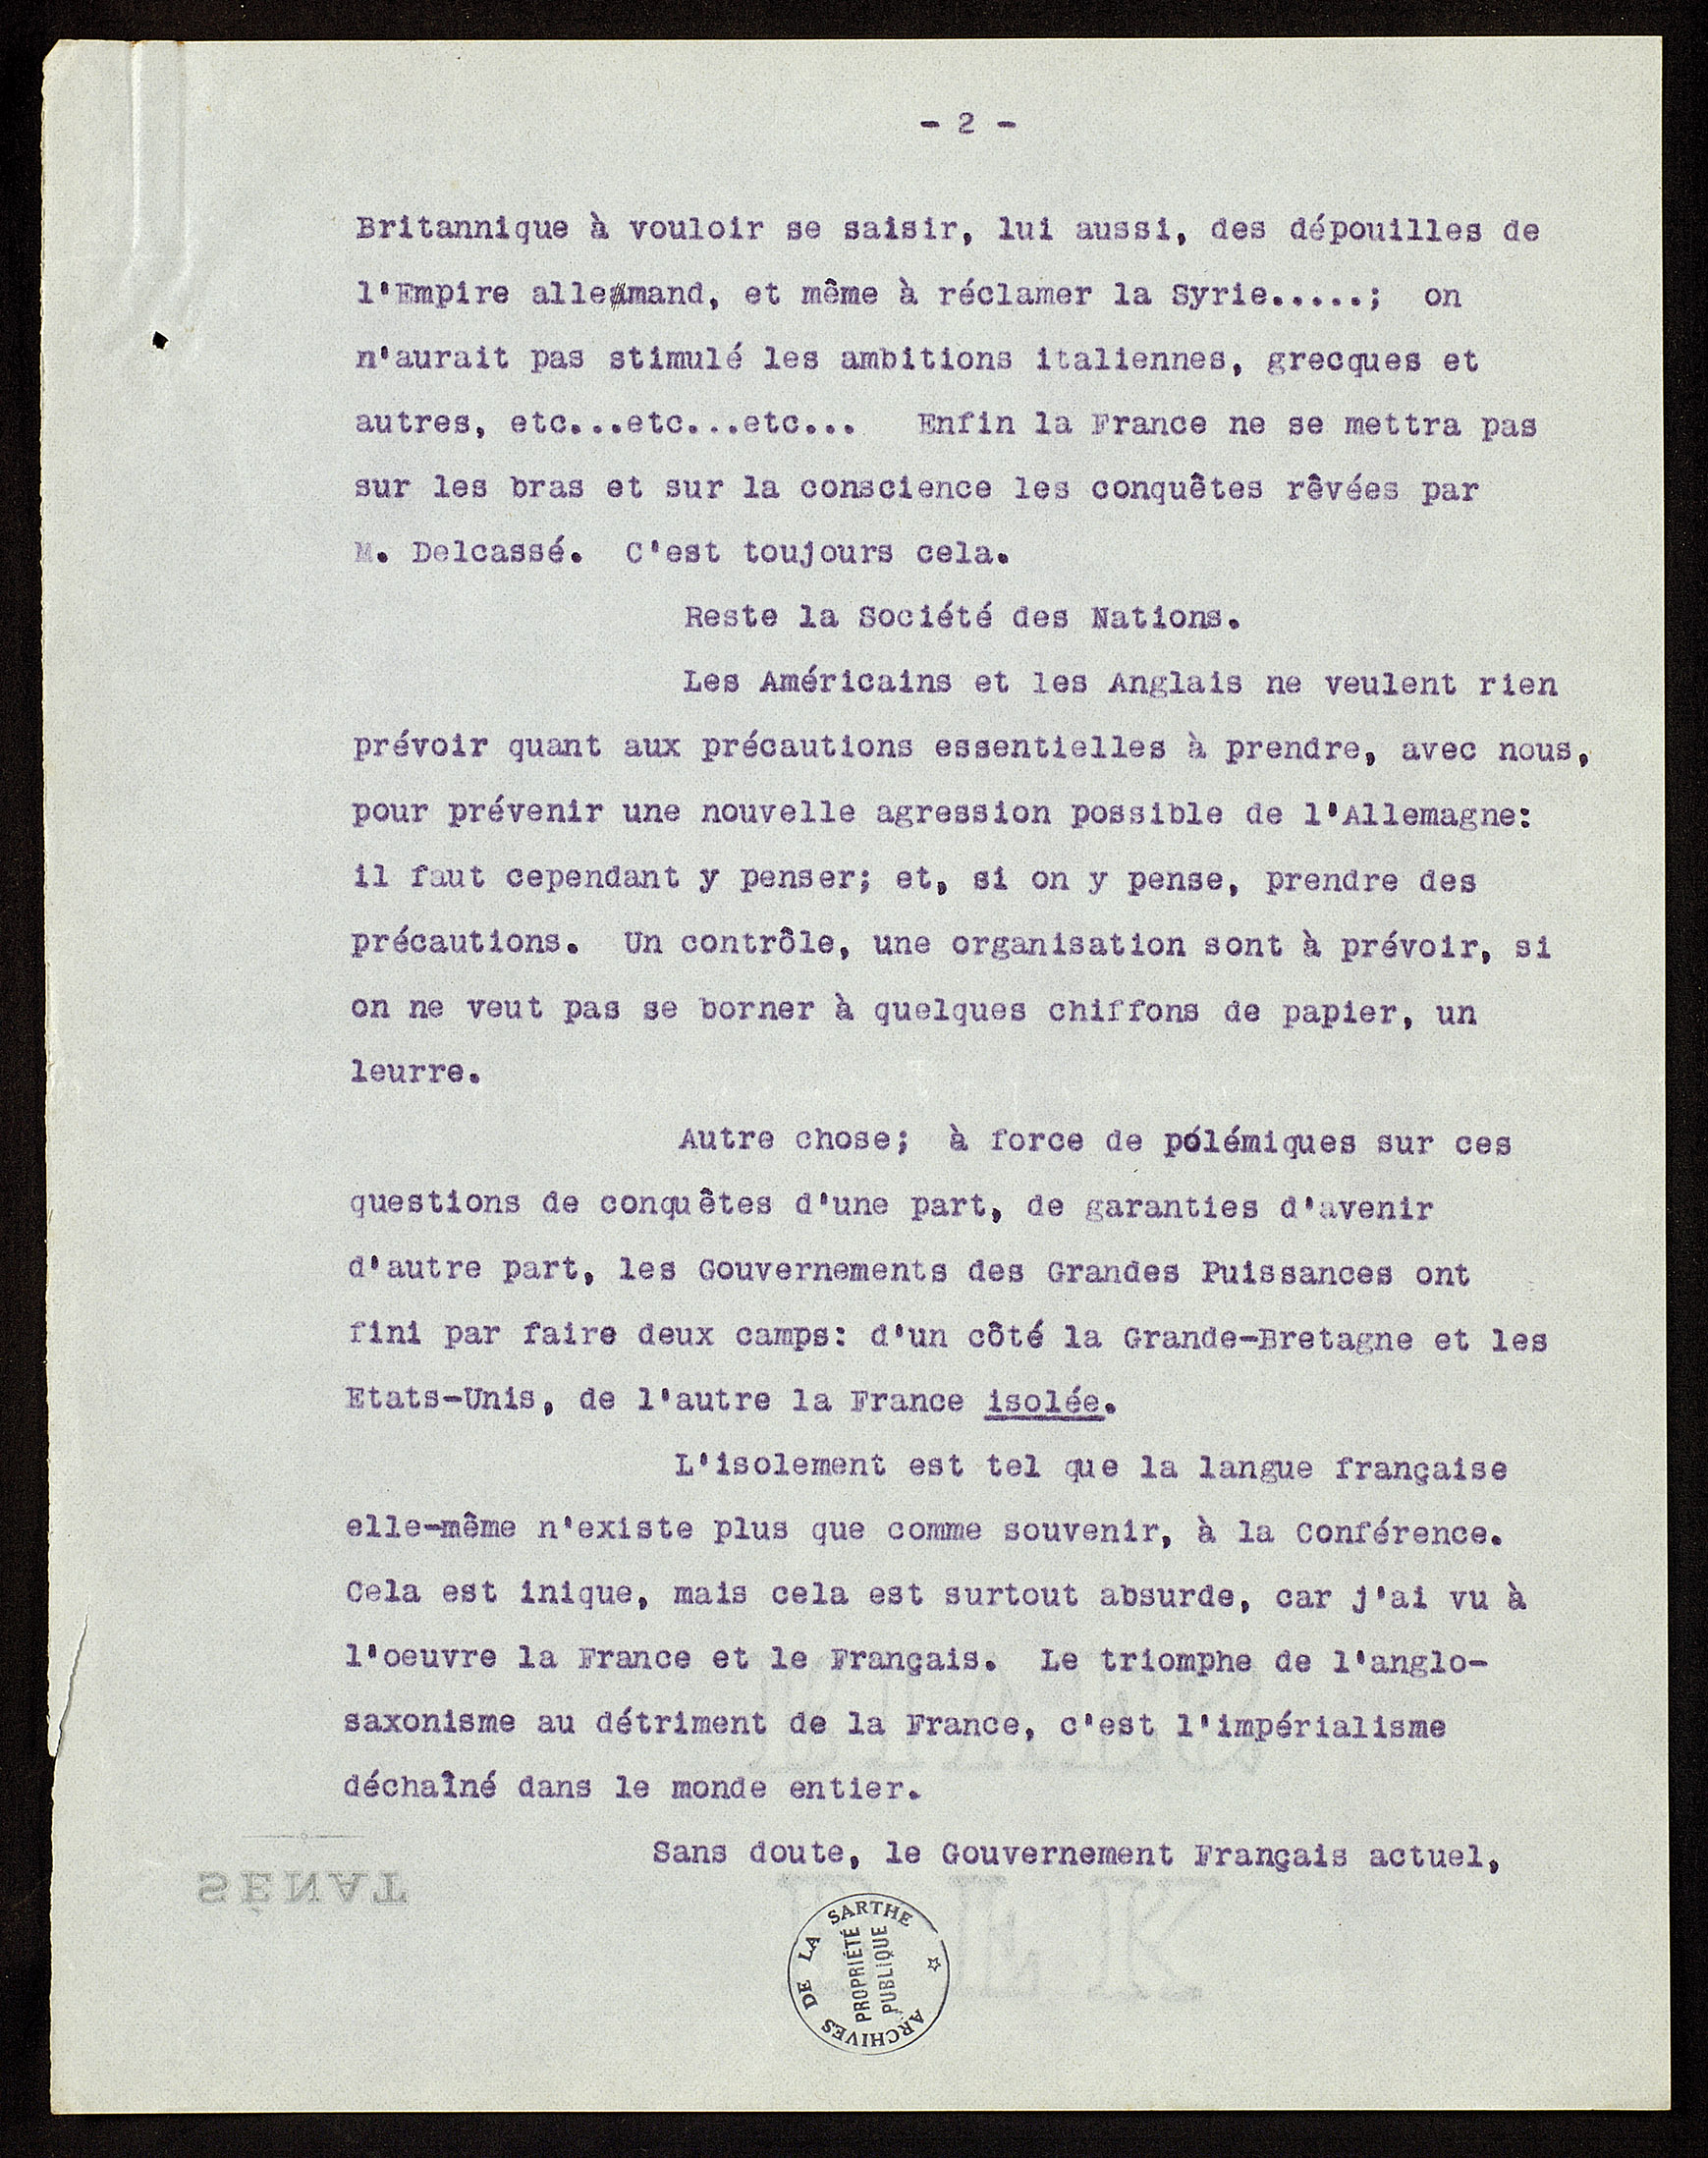 - 2 -
Britannique à vouloir se saisir, lui aussi, des dépouilles de
l'Empire allemand, et même à réclamer la Syrie.....; on
n'aurait pas stimulé les ambitions italiennes, grecques et
autres, etc...etc...etc... Enfin la France ne se mettra pas
sur les bras et sur la conscience les conquêtes rêvées par
M. Delcassé. C'est toujours cela.
Reste la Société des Nations.
Les Américains et les Anglais ne veulent rien
prévoir quant aux précautions essentielles à prendre, avec nous,
pour prévenir une nouvelle agression possible de l'Allemagne:
il faut cependant y penser; et, si on y pense, prendre des
précautions. Un contrôle, une organisation sont à prévoir, si
on ne veut pas se borner à quelques chiffons de papier, un
leurre.
Autre chose; à force de polémiques sur ces
questions de conquêtes d'une part, de garanties d'avenir
d'autre part, les Gouvernements des Grandes Puissances ont
fini par faire deux camps: d'un côté la Grande-Bretagne et les
Etats-Unis, de l'autre la France isolée.
L'isolement est tel que la langue française
elle-même n'existe plus que comme souvenir, à la Conférence.
Cela est inique, mais cela est surtout absurde, car j'ai vu à
l'oeuvre la France et le Français. Le triomphe de l'anglo-
saxonisme au détriment de la France, c'est l'impérialisme
déchaîné dans le monde entier.
Sans doute, le Gouvernement Français actuel,
SÉNAT
ARCHIVES DE LA SARTHE
PROPRIÉTÉ
PUBLIQUE